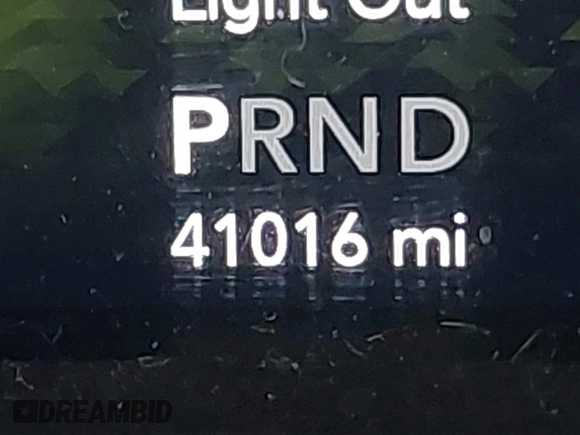 Light Out
PRND
41016 mi
DREAMBID